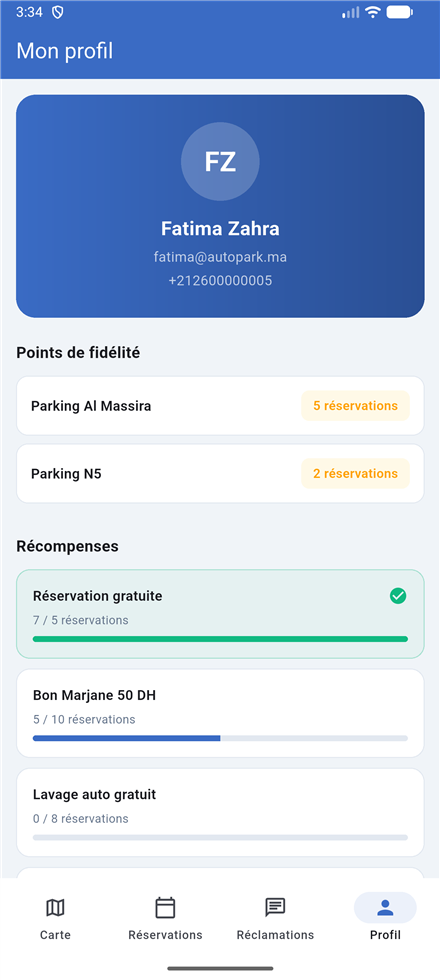 3:34
Mon profil
FZ
Fatima Zahra
fatima@autopark.ma
+212600000005
Points de fidélité
Parking Al Massira
5 réservations
Parking N5
2 réservations
Récompenses
Réservation gratuite
7 / 5 réservations
Bon Marjane 50 DH
5 / 10 réservations
Lavage auto gratuit
0 / 8 réservations
Carte
Réservations
Réclamations
Profil